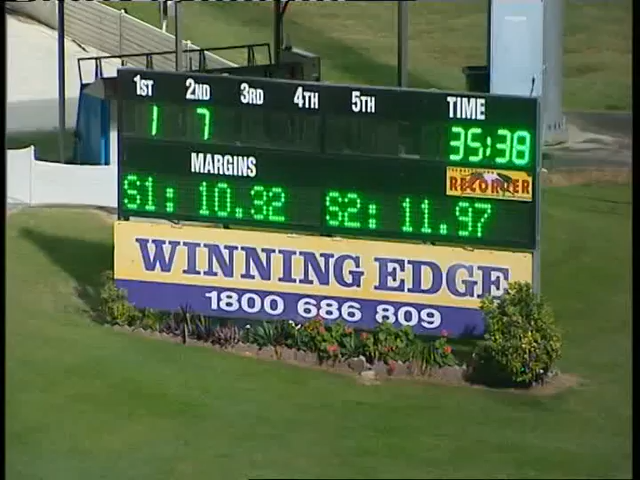 1ST 2ND 3RD 4TH 5TH TIME
1 7 35:38
MARGINS
RECORDER
S1: 10.32 S2: 11.97
WINNING EDGE
1800 686 809